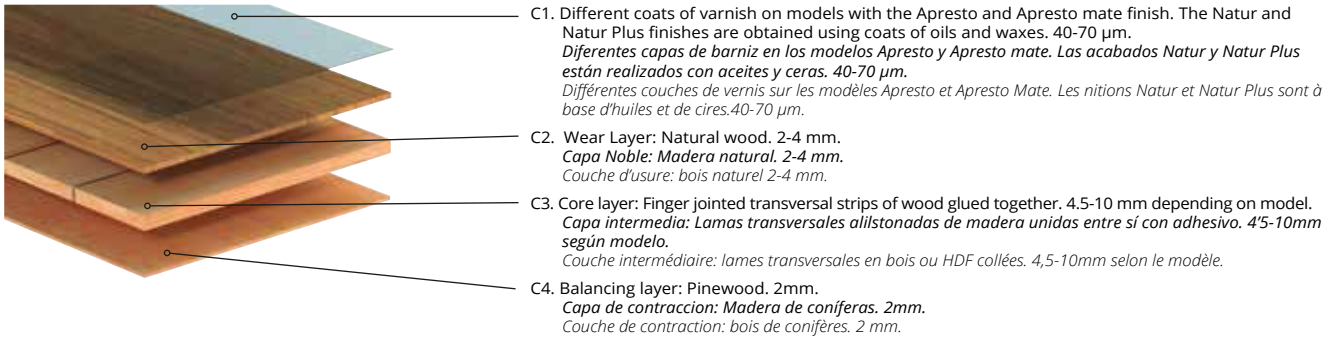 C1. Different coats of varnish on models with the Apresto and Apresto mate finish. The Natur and
Natur Plus finishes are obtained using coats of oils and waxes. 40-70 μm.
Diferentes capas de barniz en los modelos Apresto y Apresto mate. Las acabados Natur y Natur Plus
están realizados con aceites y ceras. 40-70 μm.
Différentes couches de vernis sur les modèles Apresto et Apresto Mate. Les nitions Natur et Natur Plus sont à
base d'huiles et de cires.40-70 μm.
C2. Wear Layer: Natural wood. 2-4 mm.
Capa Noble: Madera natural. 2-4 mm.
Couche d'usure: bois naturel 2-4 mm.
C3. Core layer: Finger jointed transversal strips of wood glued together. 4.5-10 mm depending on model.
Capa intermedia: Lamas transversales alilstonadas de madera unidas entre sí con adhesivo. 4'5-10mm
según modelo.
Couche intermédiaire: lames transversales en bois ou HDF collées. 4,5-10mm selon le modèle.
C4. Balancing layer: Pinewood. 2mm.
Capa de contraccion: Madera de coníferas. 2mm.
Couche de contraction: bois de conifères. 2 mm.